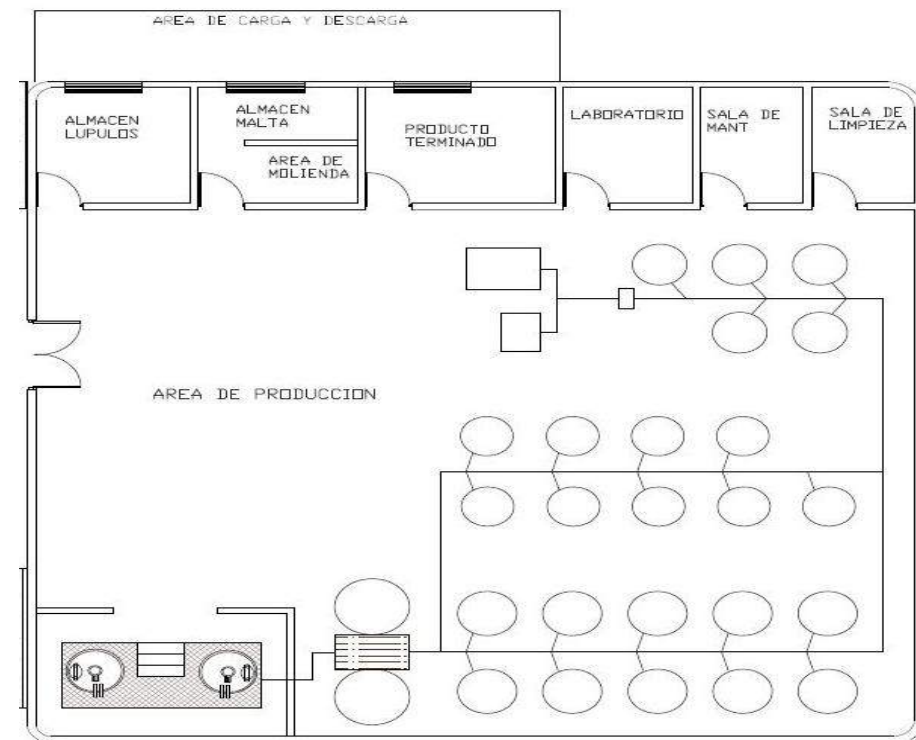 AREA DE CARGA Y DESCARGA
ALMACEN
LUPULOS
ALMACEN
MALTA
AREA DE
MOLIENDA
PRODUCTO
TERMINADO
LABORATORIO
SALA DE
MANT
SALA DE
LIMPIEZA
AREA DE PRODUCCION